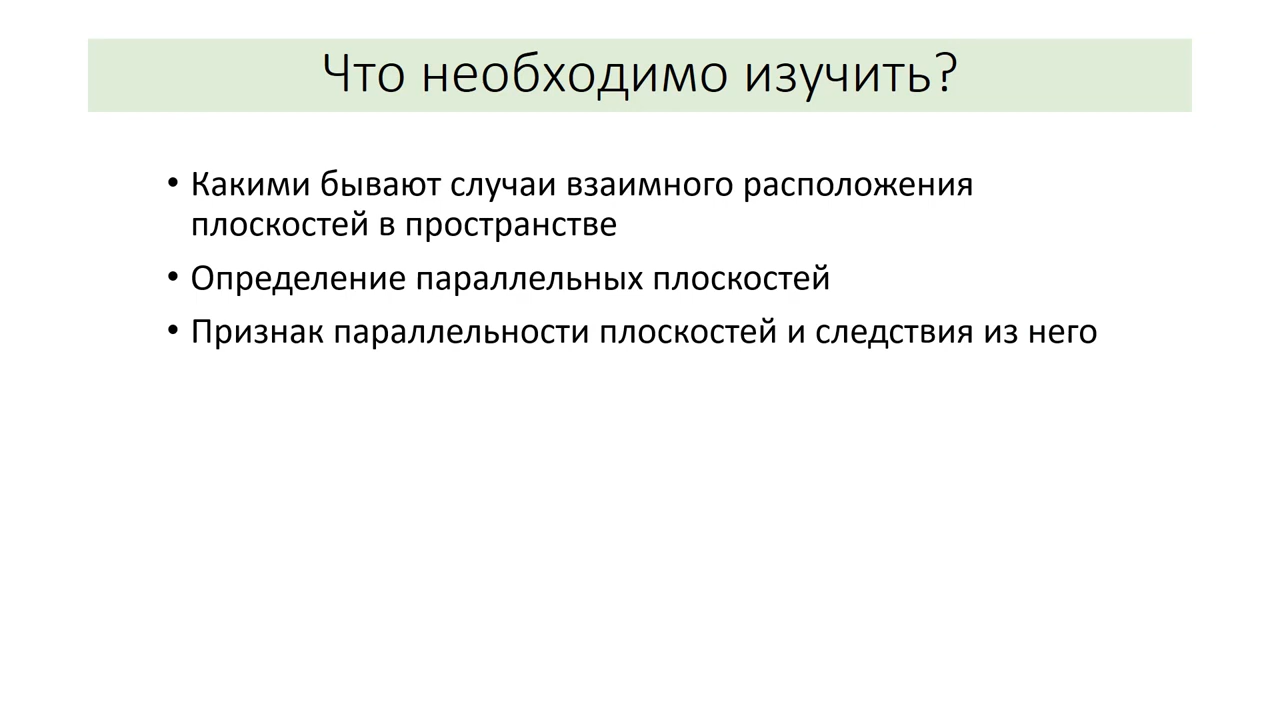 Что необходимо изучить?
• Какими бывают случаи взаимного расположения
плоскостей в пространстве
• Определение параллельных плоскостей
• Признак параллельности плоскостей и следствия из него